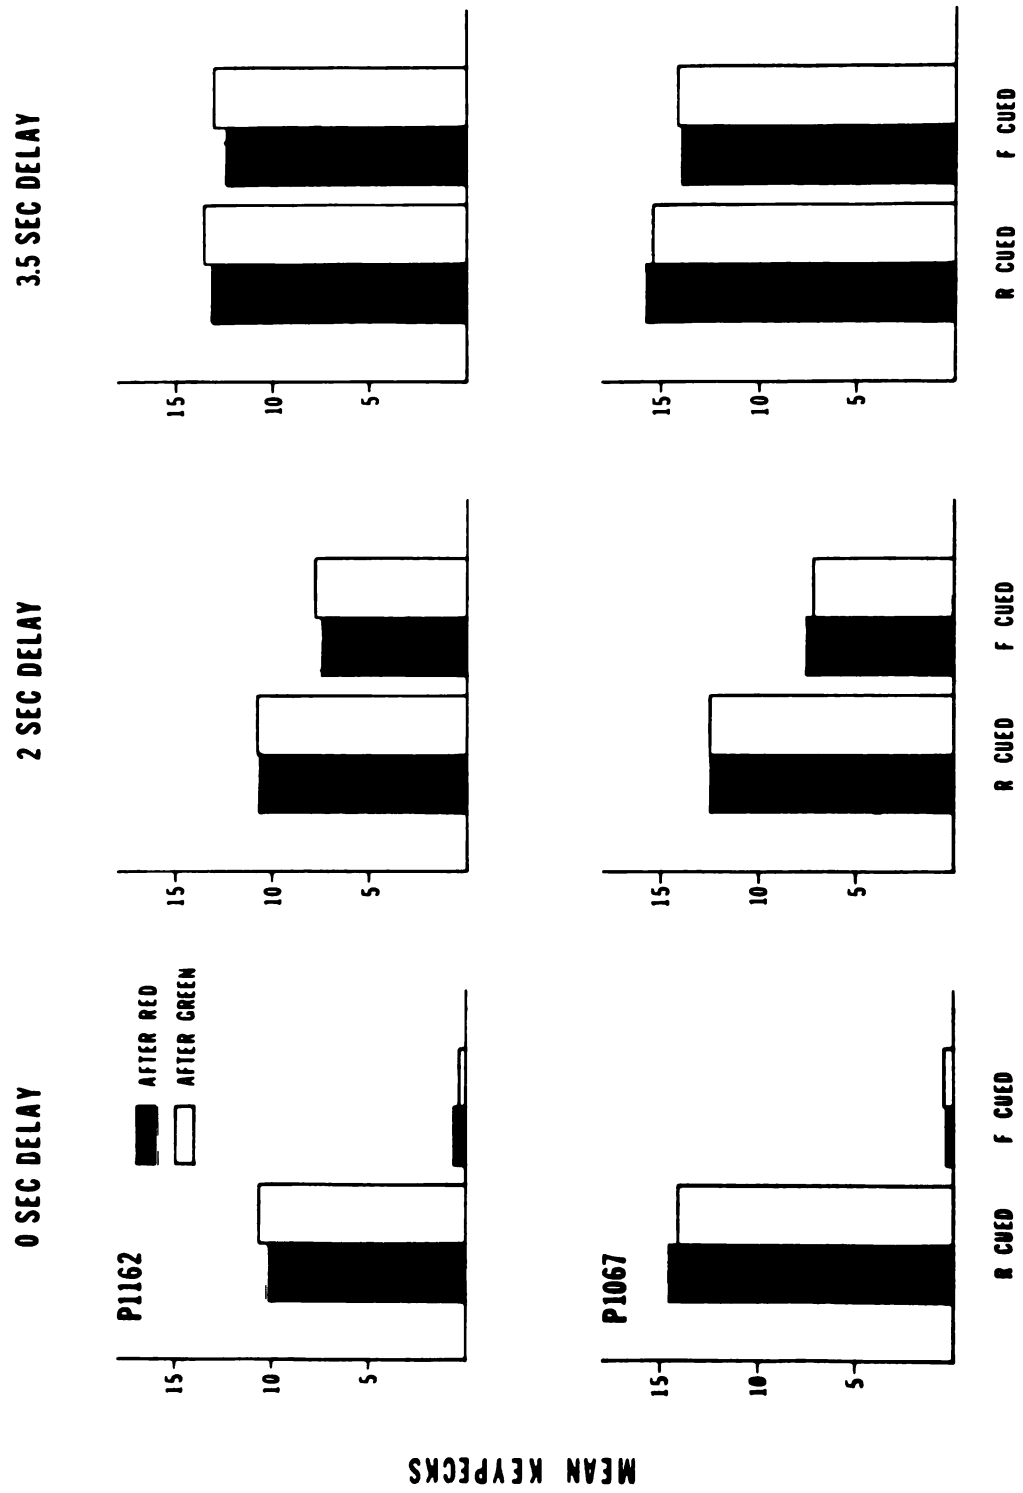 0 SEC DELAY
2 SEC DELAY
3.5 SEC DELAY
MEAN KEYPECKS
P1162
AFTER RED
AFTER GREEN
15
10
5
15
10
5
15
10
5
P1067
15
10
5
15
10
5
15
10
5
R CUED
F CUED
R CUED
F CUED
R CUED
F CUED